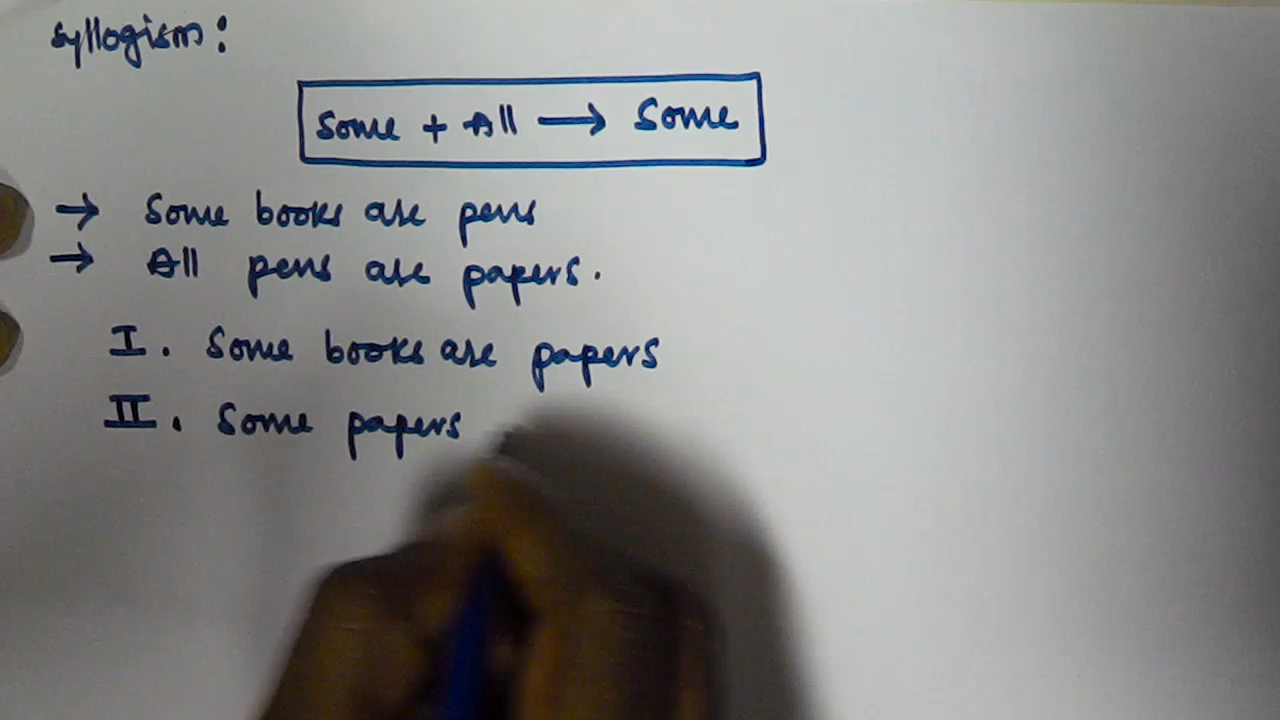 Syllogism:
Some + All → Some
→ Some books are pens
→ All pens are papers.
I. Some books are papers
II. Some papers